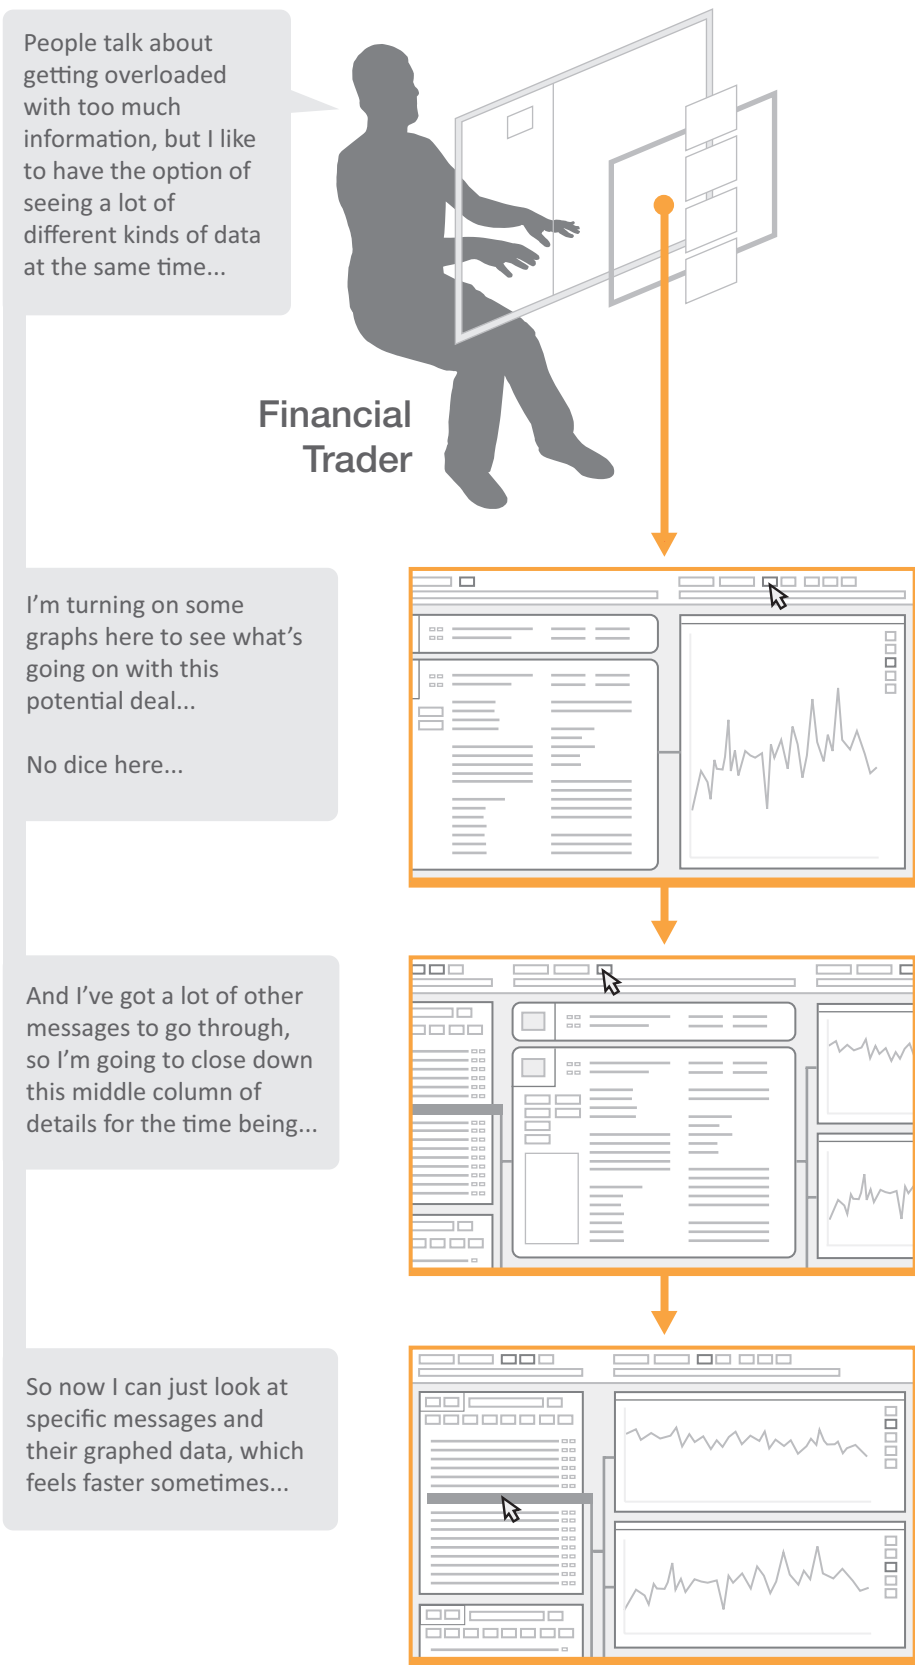 People talk about
getting overloaded
with too much
information, but I like
to have the option of
seeing a lot of
different kinds of data
at the same time...
Financial
Trader
I'm turning on some
graphs here to see what's
going on with this
potential deal...
No dice here...
And I've got a lot of other
messages to go through,
so I'm going to close down
this middle column of
details for the time being...
So now I can just look at
specific messages and
their graphed data, which
feels faster sometimes...